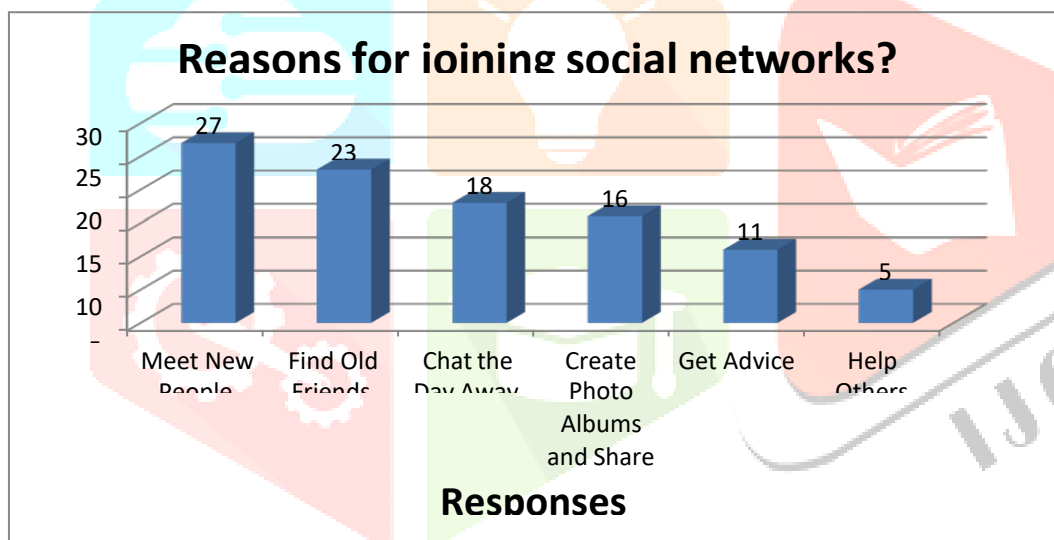 Reasons for joining social networks?
30
25
20
15
10
27
23
18
16
11
5
Meet New
People
Find Old
Friends
Chat the
Day Away
Create
Photo
Albums
and Share
Get Advice
Help
Others
Responses
IJC